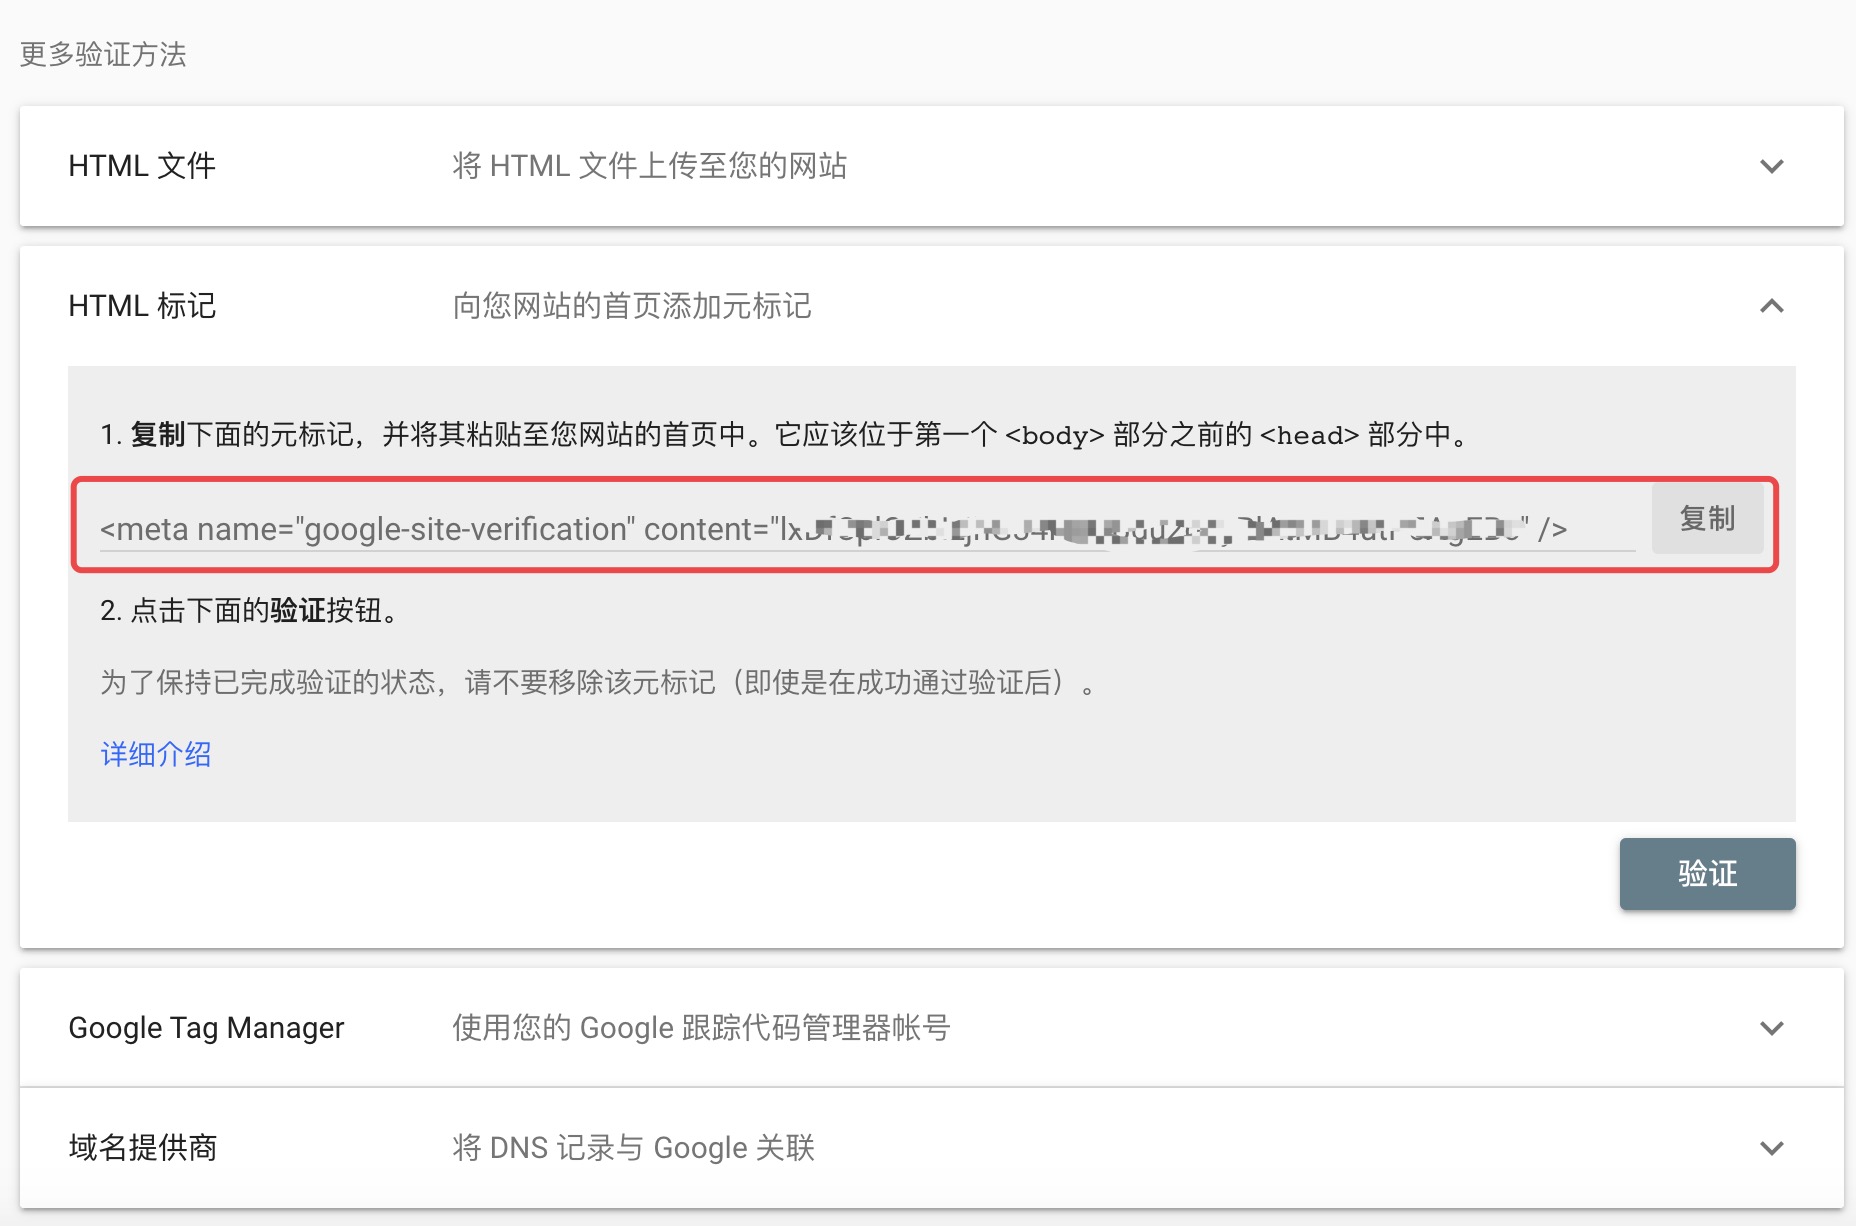 更多验证方法
HTML 文件 将 HTML 文件上传至您的网站
HTML 标记 向您网站的首页添加元标记
1. 复制下面的元标记，并将其粘贴至您网站的首页中。它应该位于第一个 <body> 部分之前的 <head> 部分中。
<meta name="google-site-verification" content=" " /> 复制
2. 点击下面的验证按钮。
为了保持已完成验证的状态，请不要移除该元标记（即使是在成功通过验证后）。
详细介绍
验证
Google Tag Manager 使用您的 Google 跟踪代码管理器帐号
域名提供商 将 DNS 记录与 Google 关联